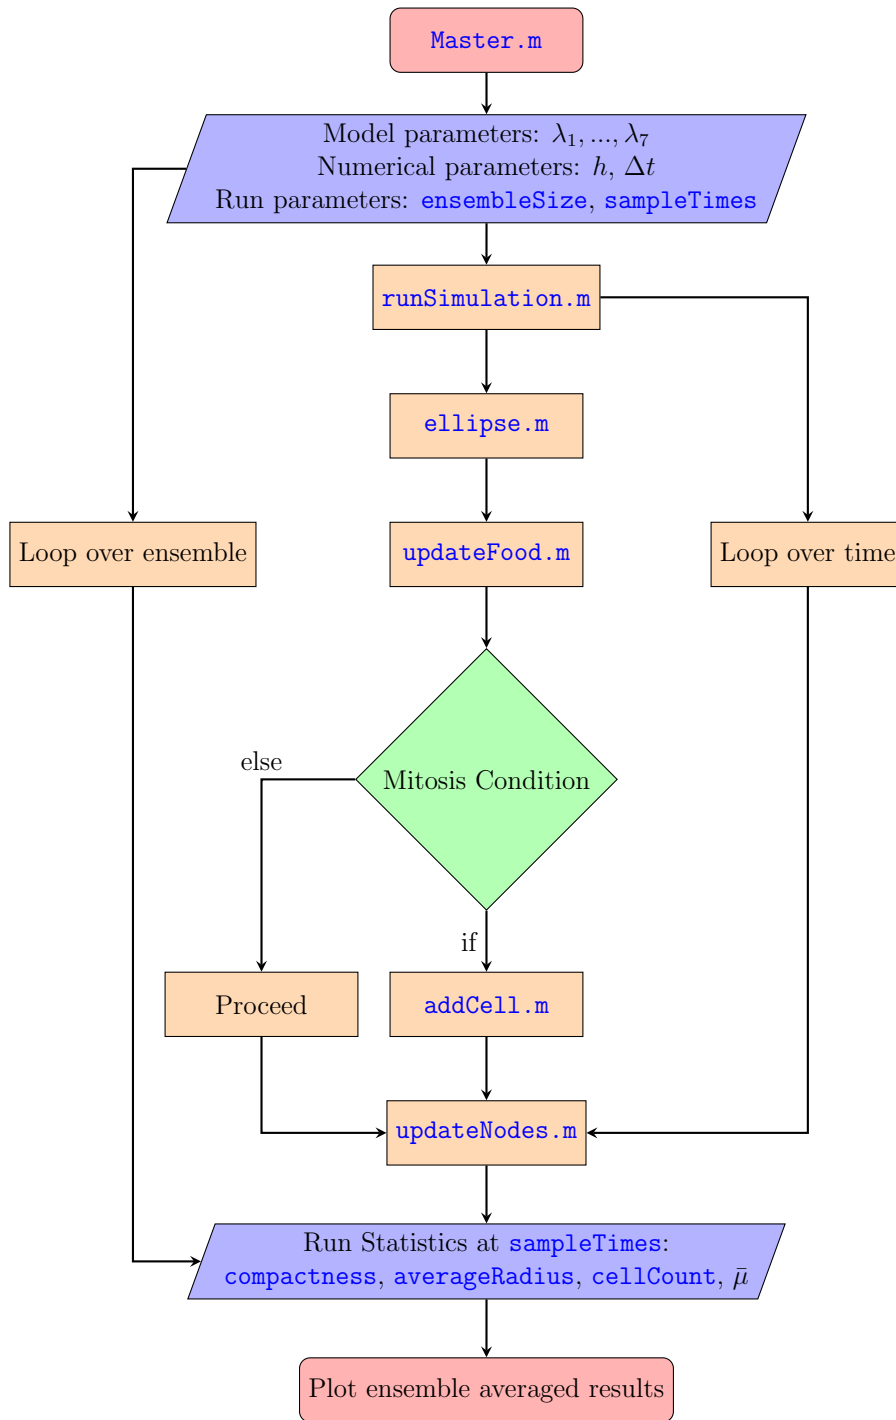 Master.m
Model parameters: λ₁, ..., λ₇
Numerical parameters: h, Δt
Run parameters: ensembleSize, sampleTimes
runSimulation.m
ellipse.m
Loop over ensemble
updateFood.m
Loop over time
else
Mitosis Condition
if
Proceed
addCell.m
updateNodes.m
Run Statistics at sampleTimes:
compactness, averageRadius, cellCount, μ̄
Plot ensemble averaged results